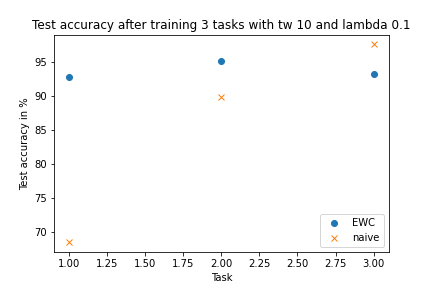 Test accuracy after training 3 tasks with tw 10 and lambda 0.1
Test accuracy in %
95
90
85
80
75
70
EWC
naive
1.00 1.25 1.50 1.75 2.00 2.25 2.50 2.75 3.00
Task